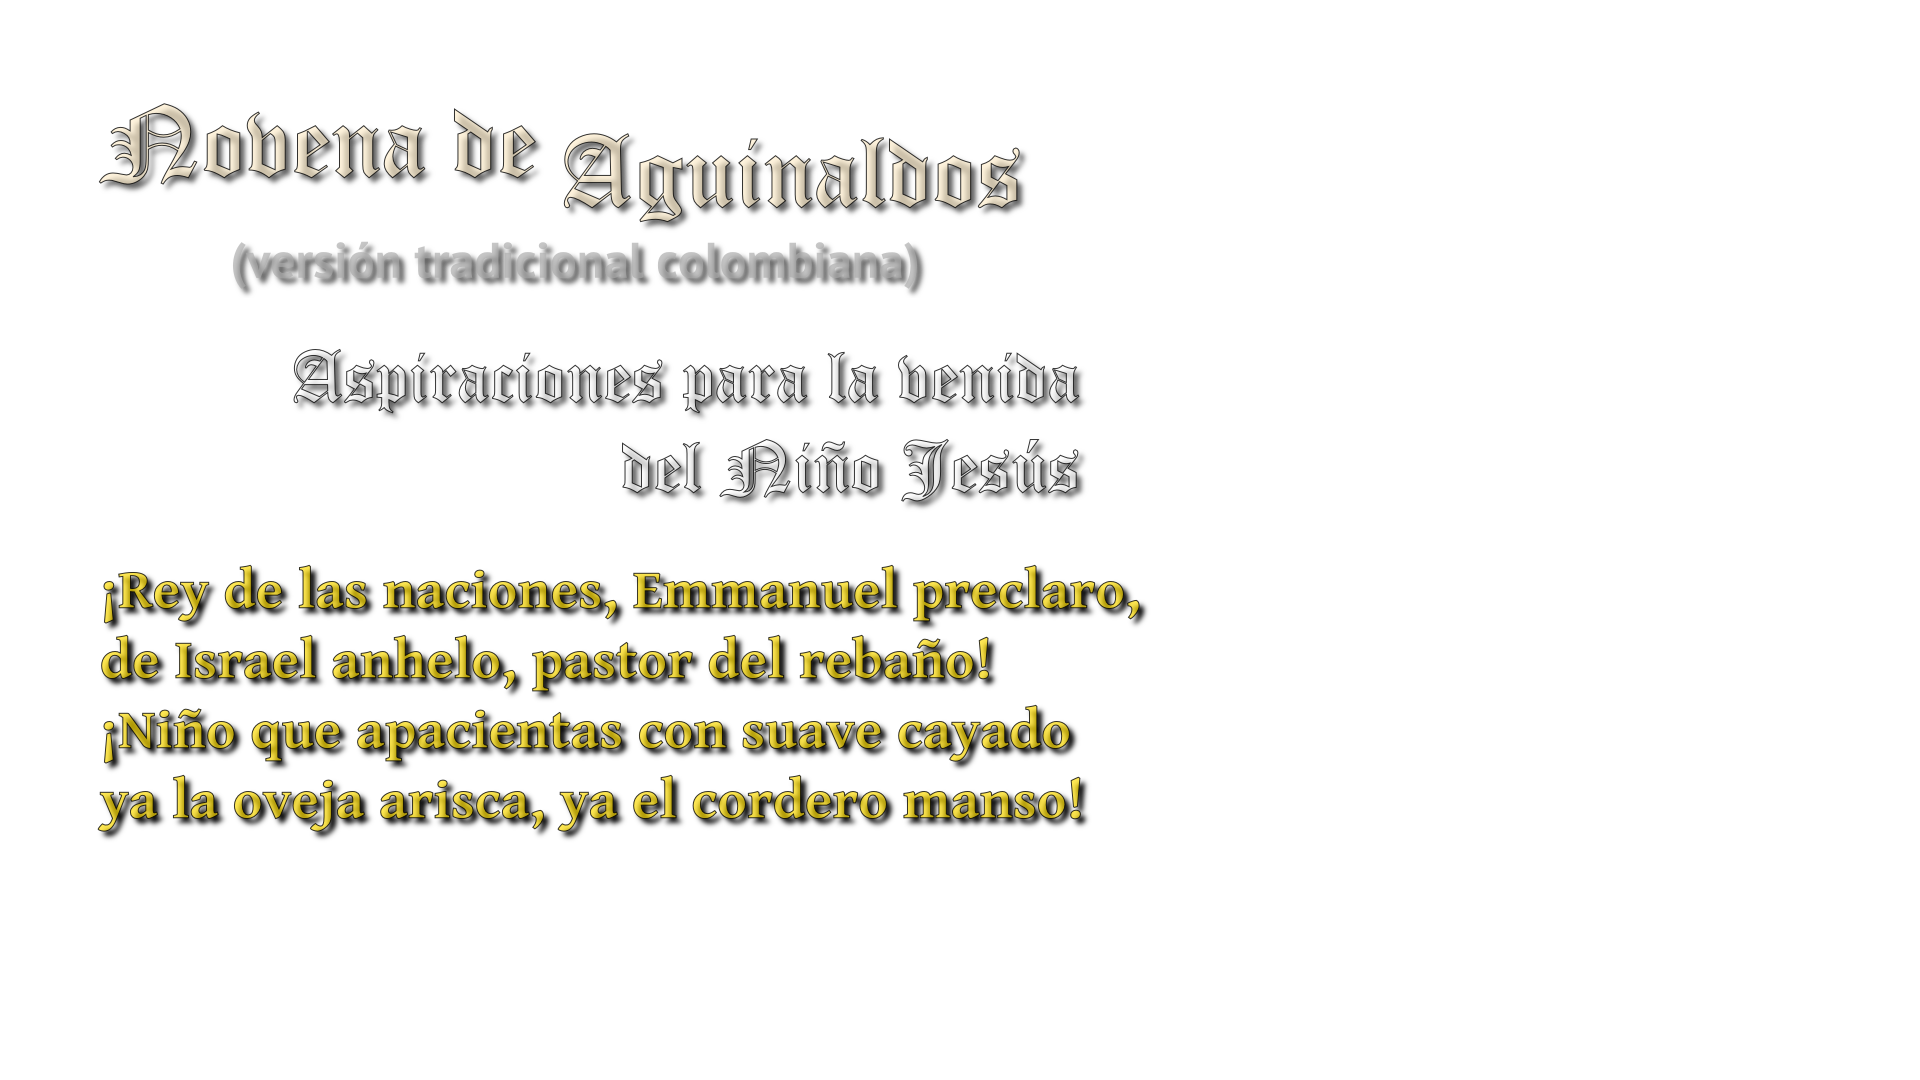 Novena de Aguinaldos
(versión tradicional colombiana)
Aspiraciones para la venida
del Niño Jesús
¡Rey de las naciones, Emmanuel preclaro,
de Israel anhelo, pastor del rebaño!
¡Niño que apacientas con suave cayado
ya la oveja arisca, ya el cordero manso!